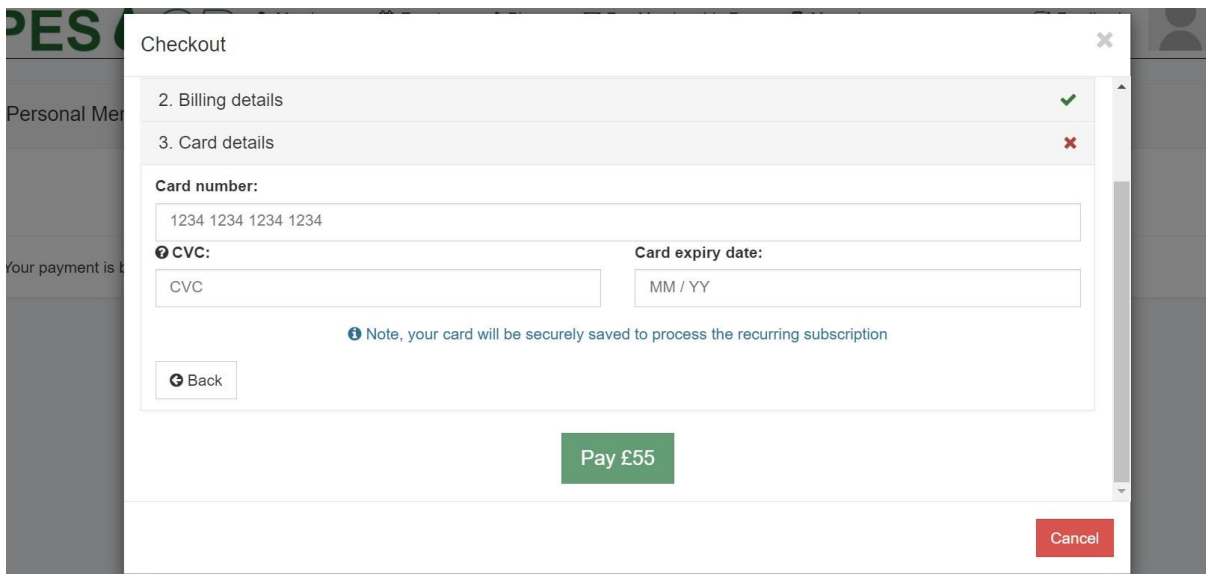 PES
Checkout
2. Billing details
Personal Mer
3. Card details
Card number:
1234 1234 1234 1234
CVC:
Card expiry date:
Your payment is b
CVC
MM / YY
Note, your card will be securely saved to process the recurring subscription
Back
Pay £55
Cancel